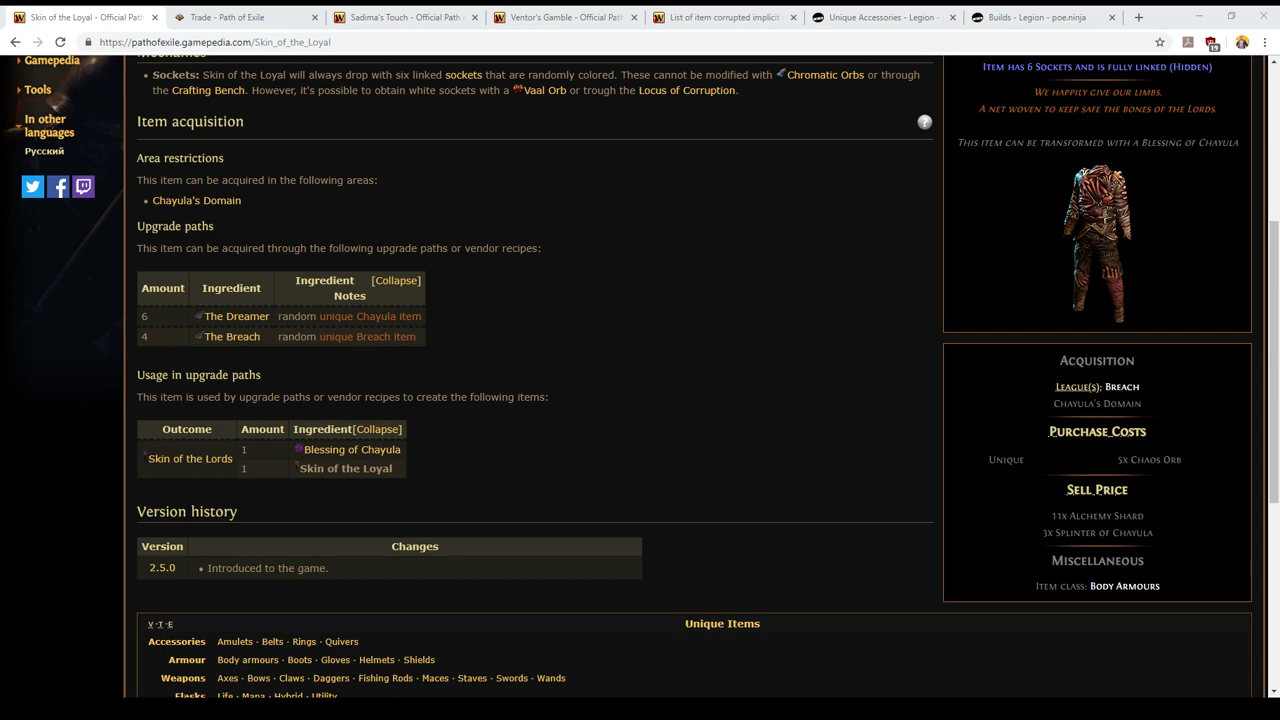 Skin of the Loyal - Official Path
Trade - Path of Exile
Sadima's Touch - Official Path of
Ventor's Gamble - Official Path
List of item corrupted implicit
Unique Accessories - Legion -
Builds - Legion - poe.ninja
https://pathofexile.gamepedia.com/Skin_of_the_Loyal
19
Gamepedia
Tools
In other
languages
Русский
Mechanics
Sockets: Skin of the Loyal will always drop with six linked sockets that are randomly colored. These cannot be modified with Chromatic Orbs or through
the Crafting Bench. However, it's possible to obtain white sockets with a Vaal Orb or trough the Locus of Corruption.
Item acquisition
?
Area restrictions
This item can be acquired in the following areas:
Chayula's Domain
Upgrade paths
This item can be acquired through the following upgrade paths or vendor recipes:
Amount Ingredient Ingredient [Collapse]
Notes
6 The Dreamer random unique Chayula item
4 The Breach random unique Breach item
Usage in upgrade paths
This item is used by upgrade paths or vendor recipes to create the following items:
Outcome Amount Ingredient[Collapse]
Skin of the Lords 1 Blessing of Chayula
1 Skin of the Loyal
Version history
Version Changes
2.5.0 Introduced to the game.
Item has 6 Sockets and is fully linked (Hidden)
We happily give our limbs.
A net woven to keep safe the bones of the Lords.
This item can be transformed with a Blessing of Chayula
Acquisition
League(s): Breach
Chayula's Domain
Purchase Costs
Unique 5x Chaos Orb
Sell Price
11x Alchemy Shard
3x Splinter of Chayula
Miscellaneous
Item class: Body Armours
V · T · E Unique Items
Accessories Amulets - Belts - Rings - Quivers
Armour Body armours - Boots - Gloves - Helmets - Shields
Weapons Axes - Bows - Claws - Daggers - Fishing Rods - Maces - Staves - Swords - Wands
Flasks Life - Mana - Hybrid - Utility